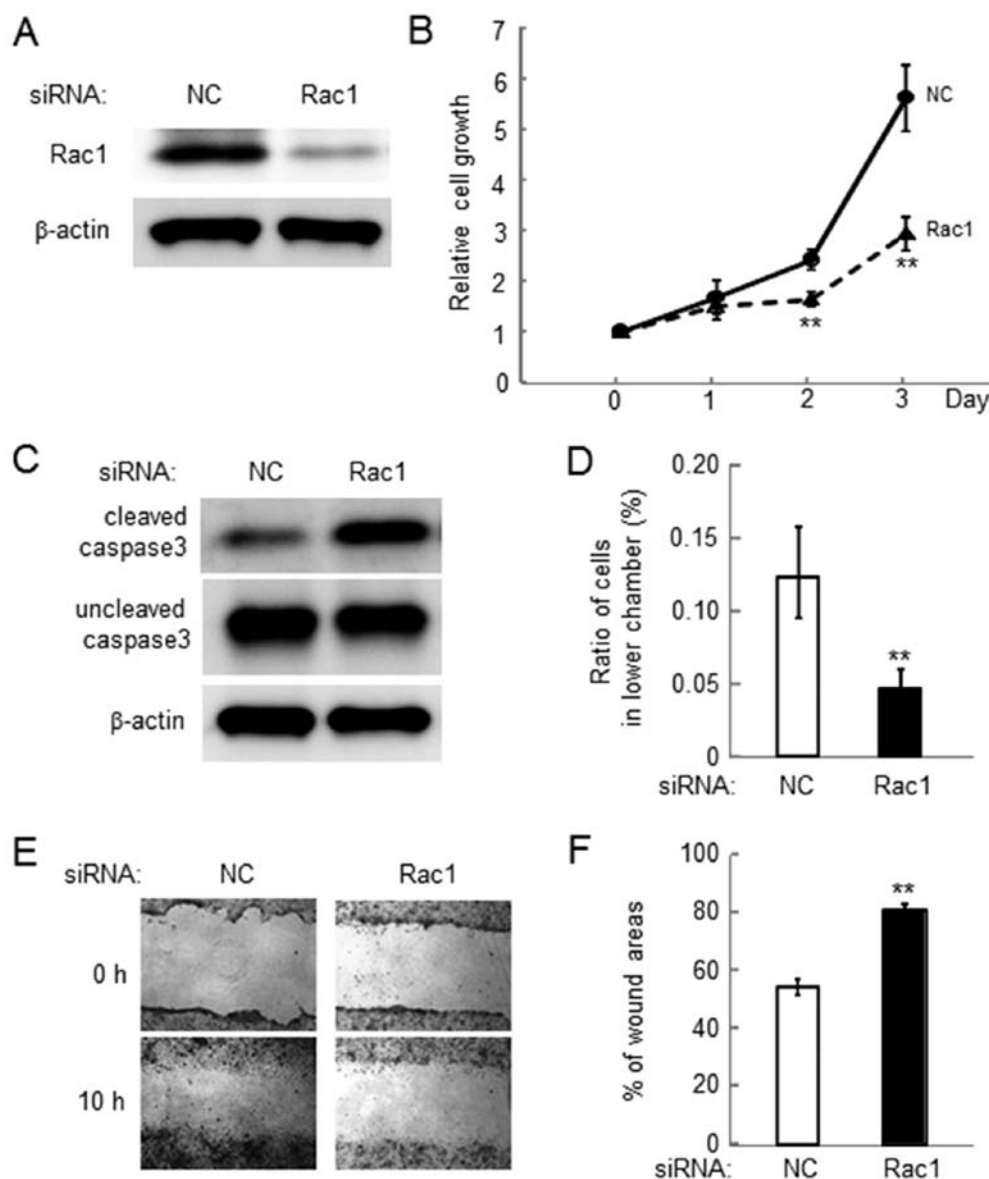 A
siRNA: NC Rac1
Rac1
β-actin
B
Relative cell growth
7
6
5
4
3
2
1
0
NC
Rac1
**
**
0 1 2 3 Day
C
siRNA: NC Rac1
cleaved
caspase3
uncleaved
caspase3
β-actin
D
Ratio of cells
in lower chamber (%)
0.20
0.15
0.10
0.05
0
**
siRNA: NC Rac1
E
siRNA: NC Rac1
0 h
10 h
F
% of wound areas
100
80
60
40
20
0
**
siRNA: NC Rac1